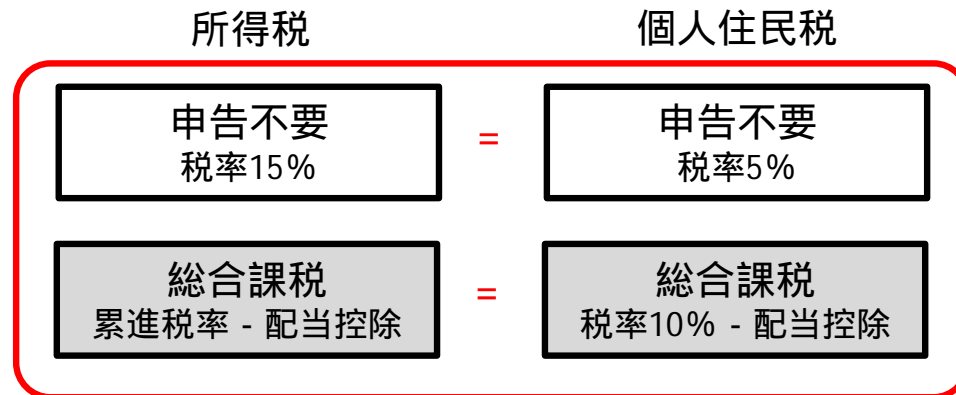 所得税
個人住民税
申告不要
税率15%
=
申告不要
税率5%
総合課税
累進税率 - 配当控除
=
総合課税
税率10% - 配当控除